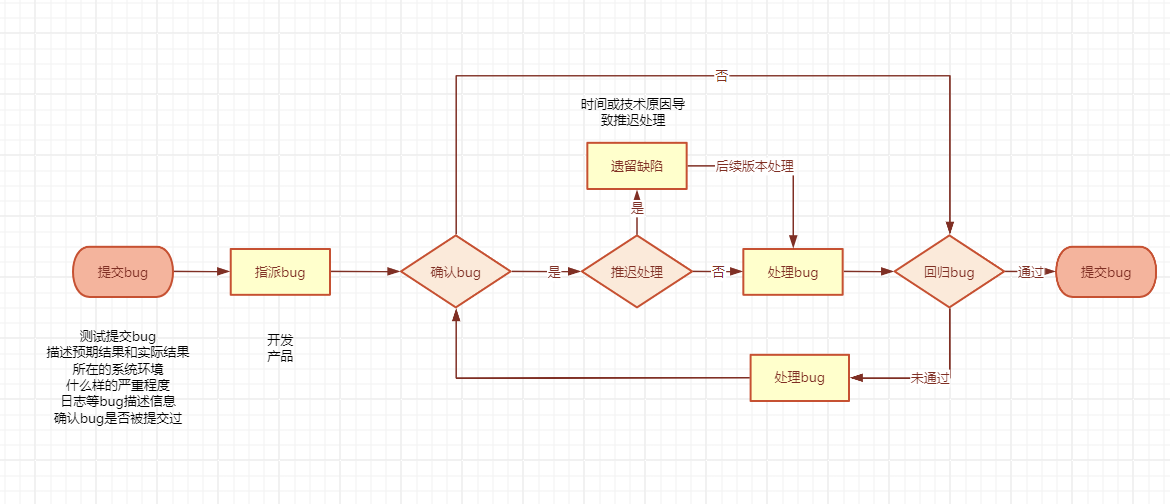 否
时间或技术原因导
致推迟处理
遗留缺陷
后续版本处理
是
提交bug
指派bug
确认bug
是
推迟处理
否
处理bug
回归bug
通过
提交bug
测试提交bug
描述预期结果和实际结果
所在的系统环境
什么样的严重程度
日志等bug描述信息
确认bug是否被提交过
开发
产品
处理bug
未通过